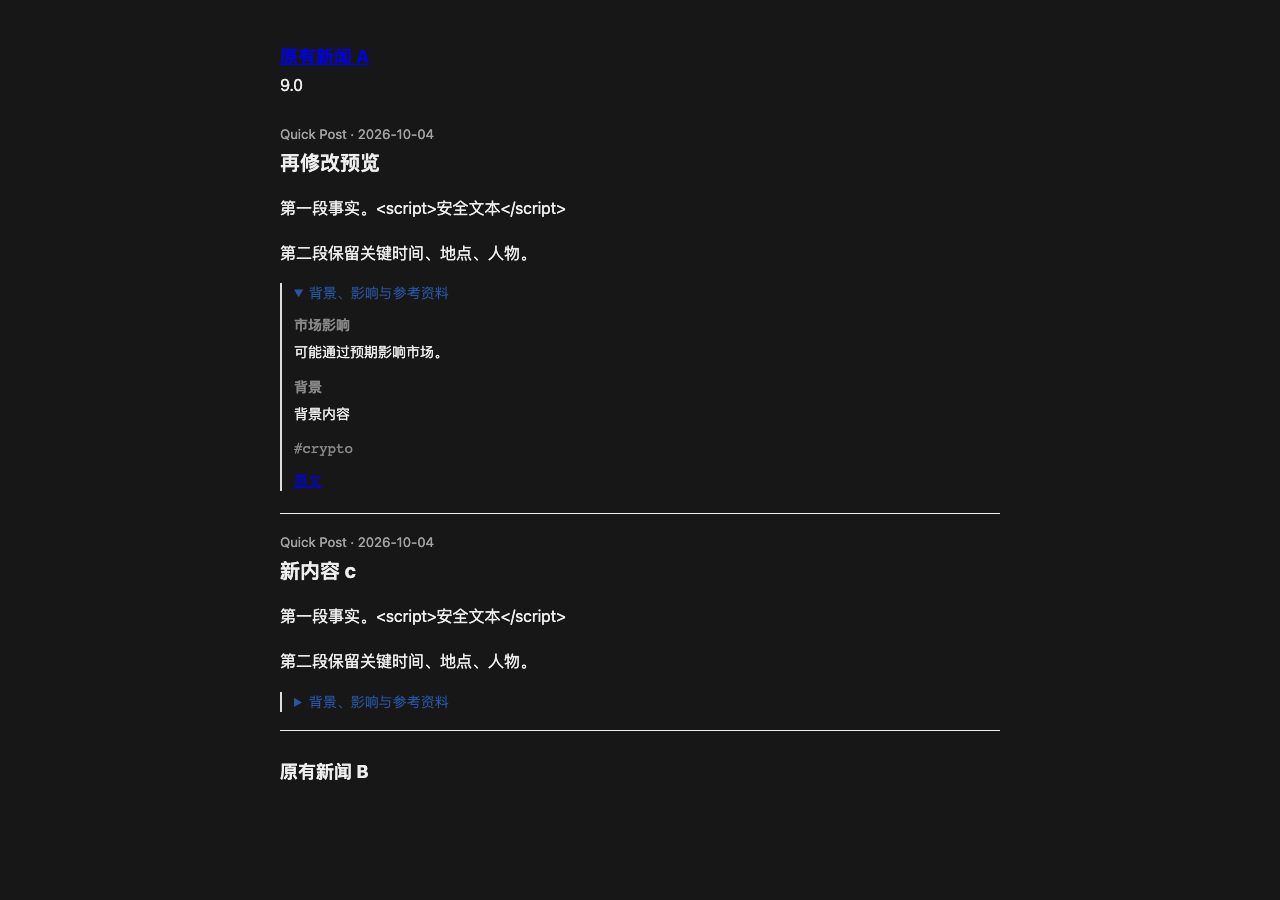 原有新闻 A
9.0
Quick Post · 2026-10-04
再修改预览
第一段事实。<script>安全文本</script>
第二段保留关键时间、地点、人物。
▼ 背景、影响与参考资料
市场影响
可能通过预期影响市场。
背景
背景内容
#crypto
原文
Quick Post · 2026-10-04
新内容 c
第一段事实。<script>安全文本</script>
第二段保留关键时间、地点、人物。
▶ 背景、影响与参考资料
原有新闻 B